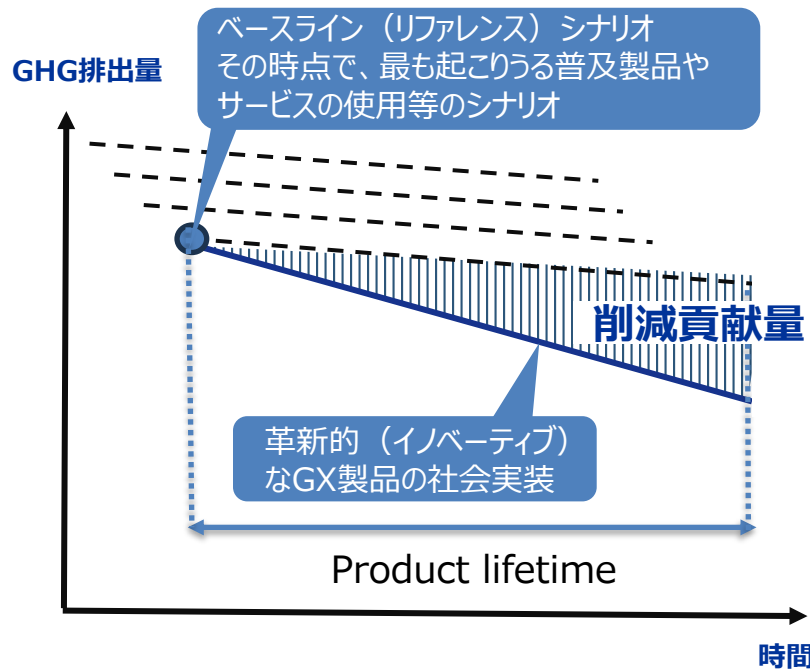 ベースライン（リファレンス）シナリオ
その時点で、最も起こりうる普及製品や
サービスの使用等のシナリオ
GHG排出量
削減貢献量
革新的（イノベーティブ）
なGX製品の社会実装
Product lifetime
時間